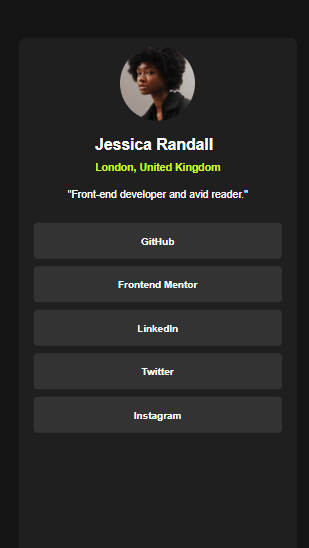 Jessica Randall
London, United Kingdom
"Front-end developer and avid reader."
GitHub
Frontend Mentor
LinkedIn
Twitter
Instagram